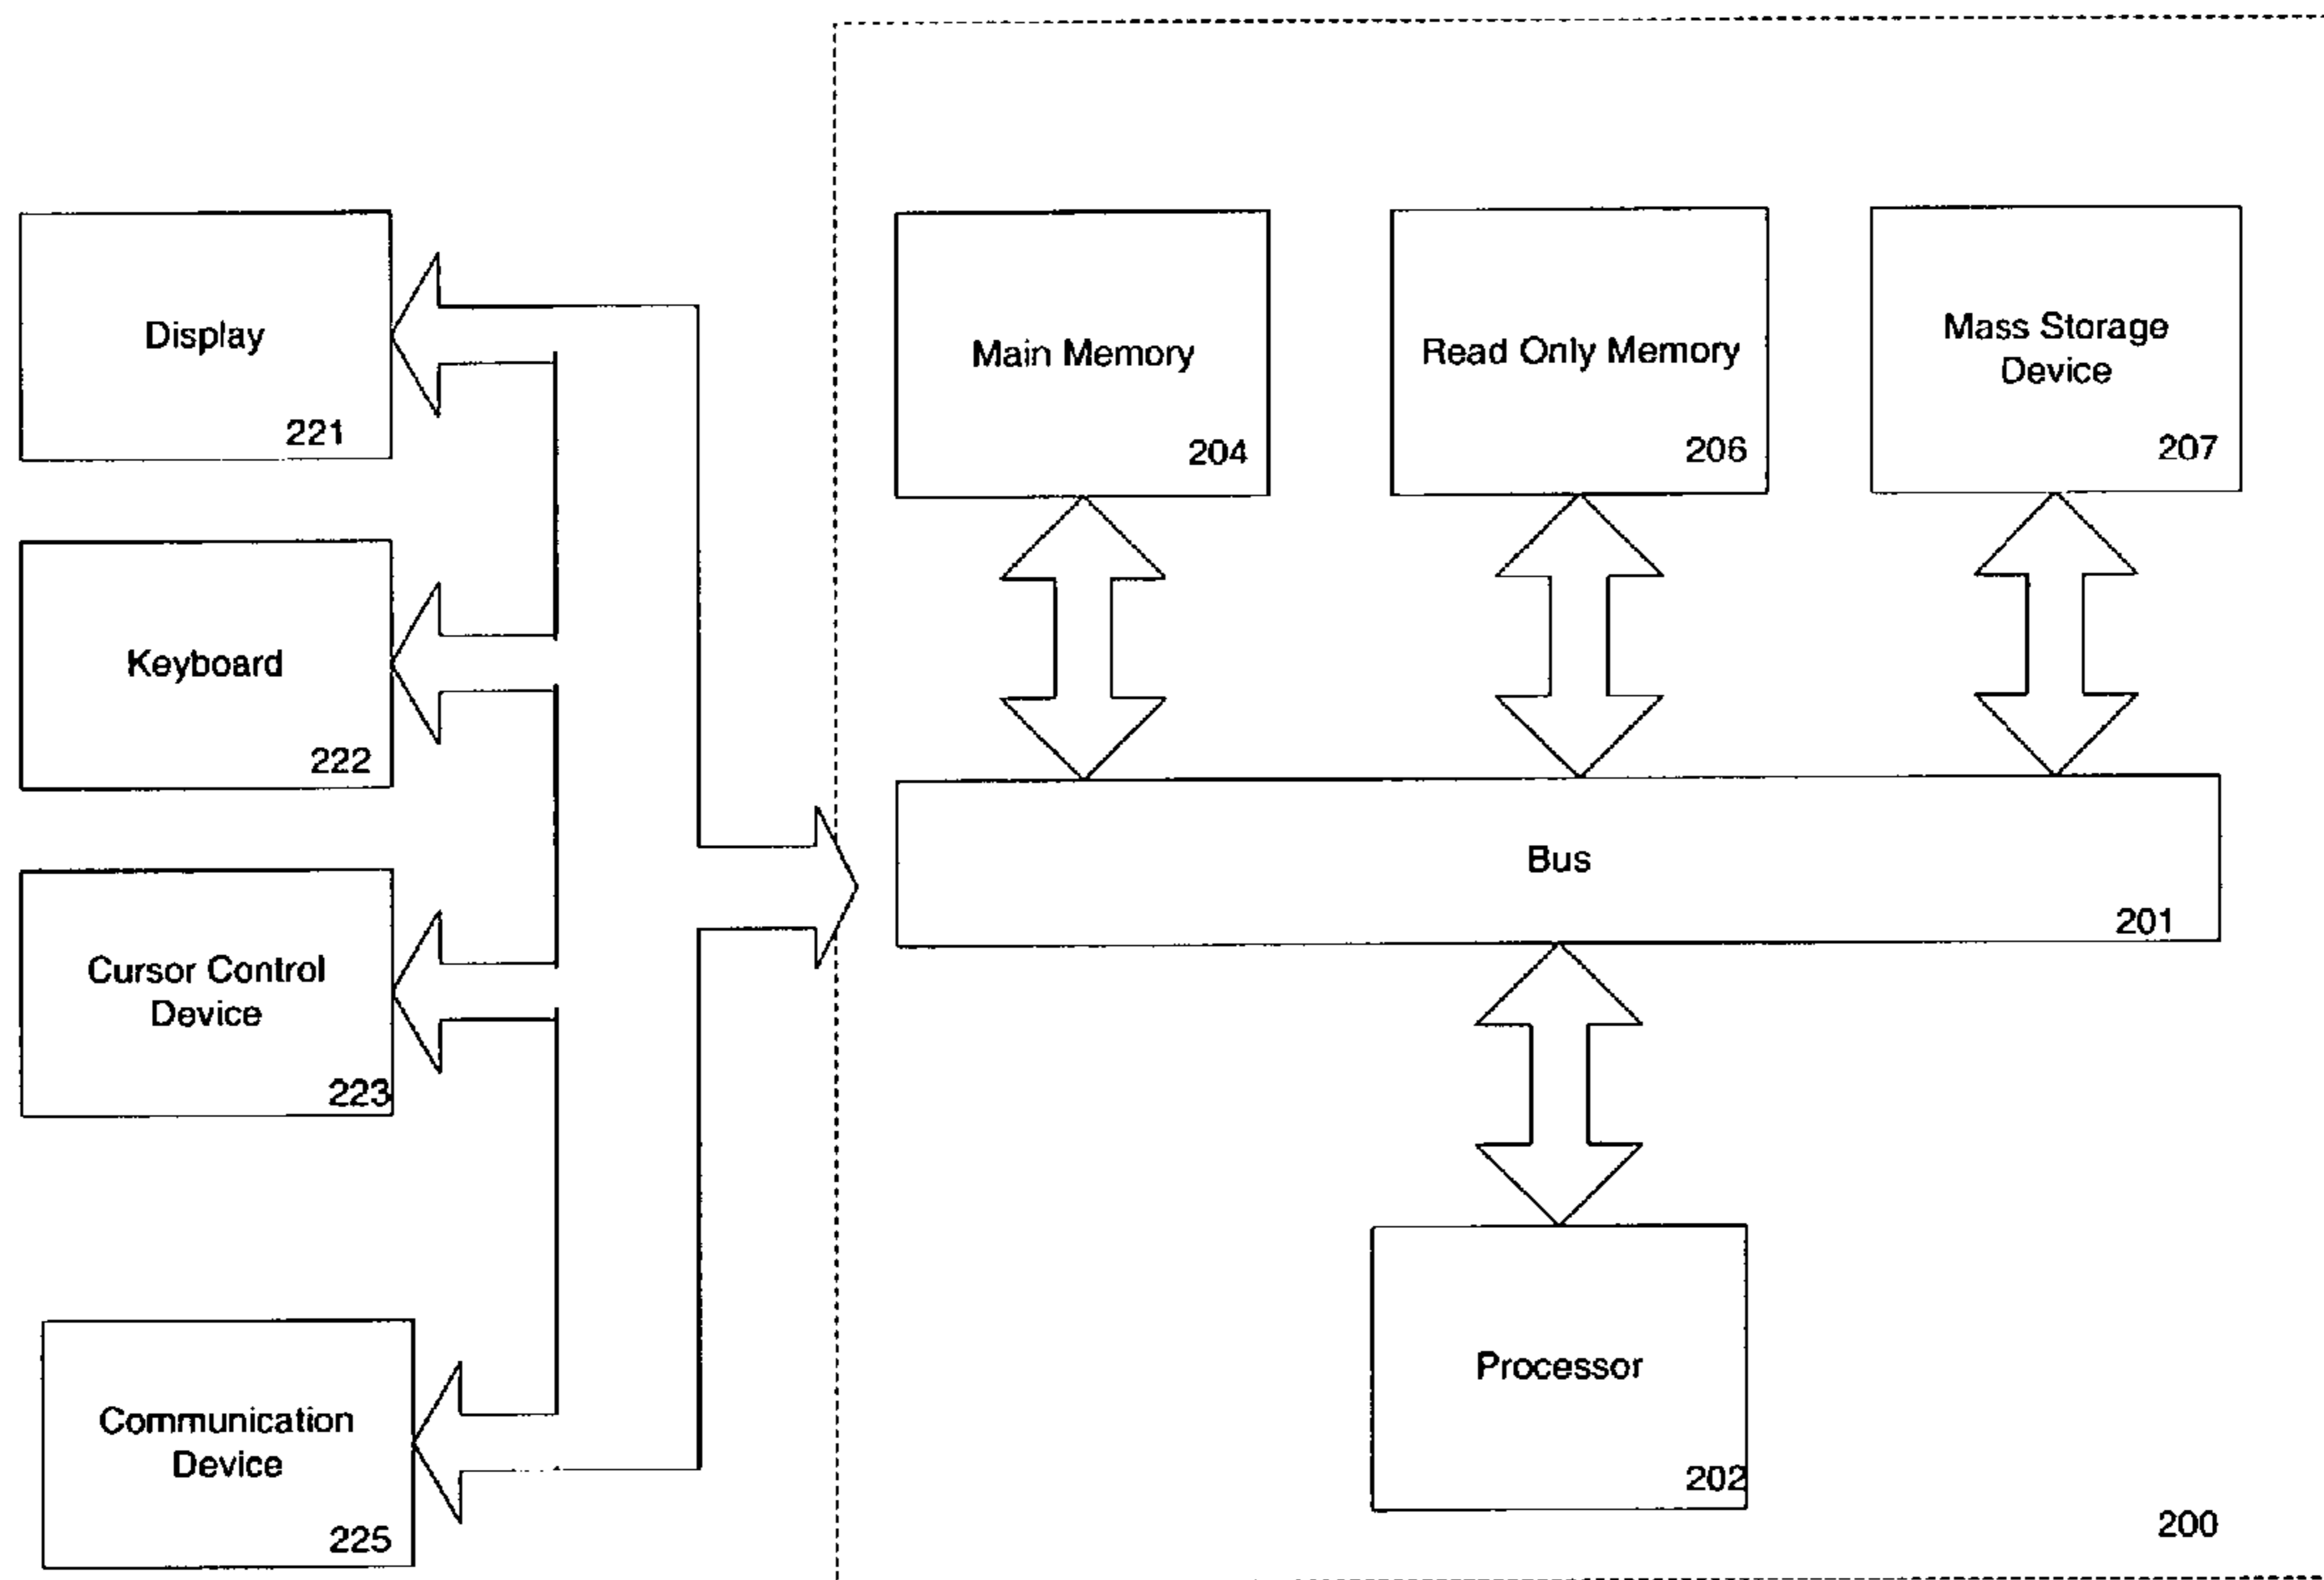 Display
221
Keyboard
222
Cursor Control
Device
223
Communication
Device
225
Main Memory
204
Read Only Memory
206
Mass Storage
Device
207
Bus
201
Processor
202
200